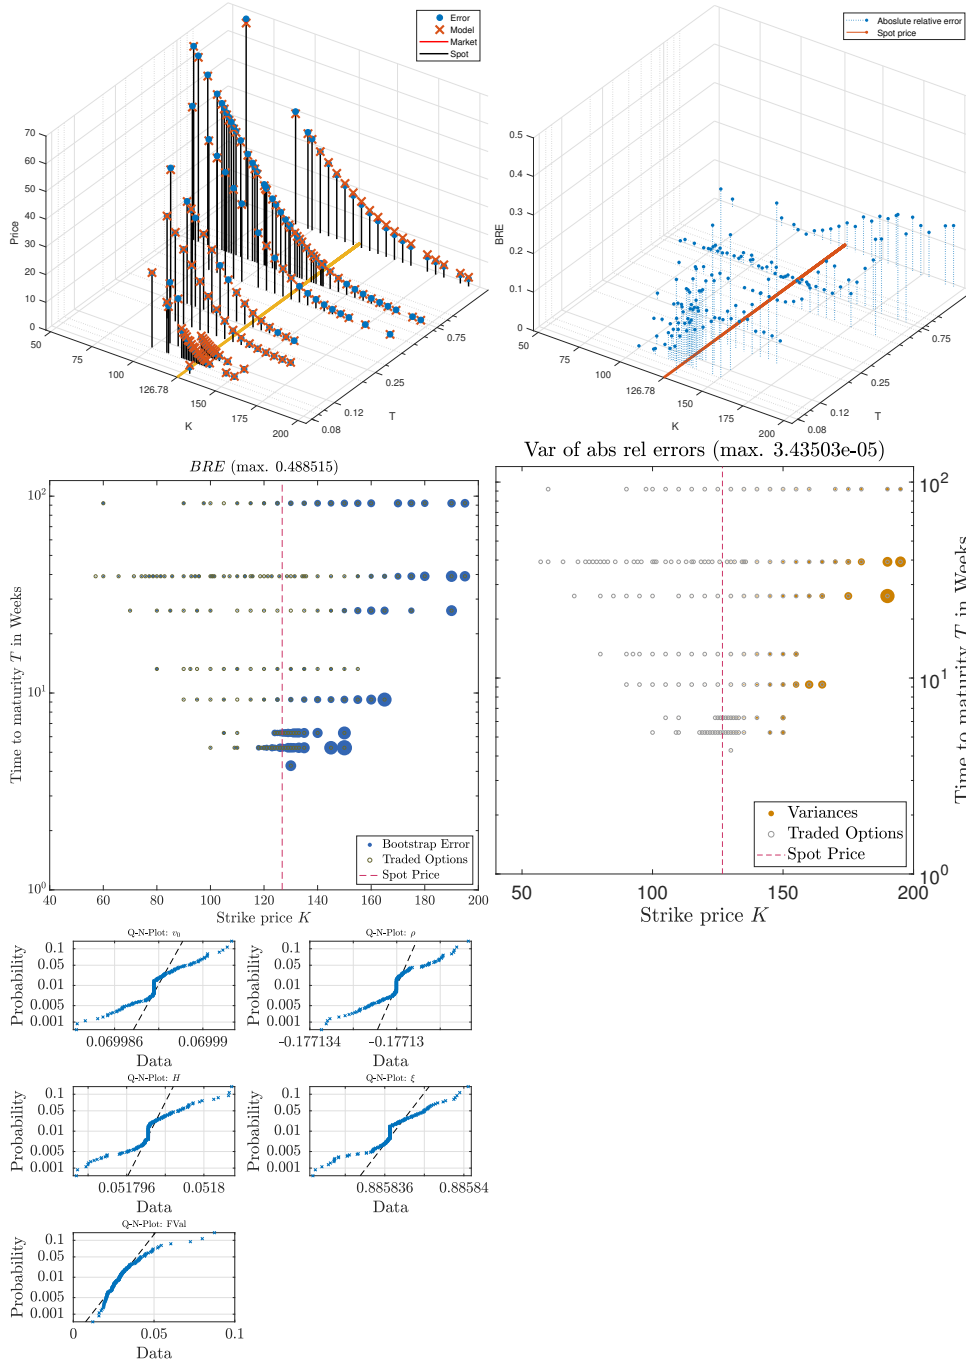 Error
Model
Market
Spot
70
60
50
40
30
20
10
0
Price
50
75
100
126.78
150
175
200
K
0.08
0.12
0.25
0.75
T
Aboslute relative error
Spot price
0.5
0.4
0.3
0.2
0.1
0
BRE
50
75
100
126.78
150
175
200
K
0.08
0.12
0.25
0.75
T
BRE (max. 0.488515)
10^2
10^1
10^0
Time to maturity T in Weeks
Bootstrap Error
Traded Options
Spot Price
40 60 80 100 120 140 160 180 200
Strike price K
Var of abs rel errors (max. 3.43503e-05)
10^2
10^1
10^0
Time to maturity T in Weeks
Variances
Traded Options
Spot Price
50 100 150 200
Strike price K
Q-N-Plot: v_0
0.1
0.05
0.01
0.005
0.001
Probability
0.069986 0.06999
Data
Q-N-Plot: ρ
0.1
0.05
0.01
0.005
0.001
Probability
-0.177134 -0.17713
Data
Q-N-Plot: H
0.1
0.05
0.01
0.005
0.001
Probability
0.051796 0.0518
Data
Q-N-Plot: ξ
0.1
0.05
0.01
0.005
0.001
Probability
0.885836 0.88584
Data
Q-N-Plot: FVal
0.1
0.05
0.01
0.005
0.001
Probability
0 0.05 0.1
Data